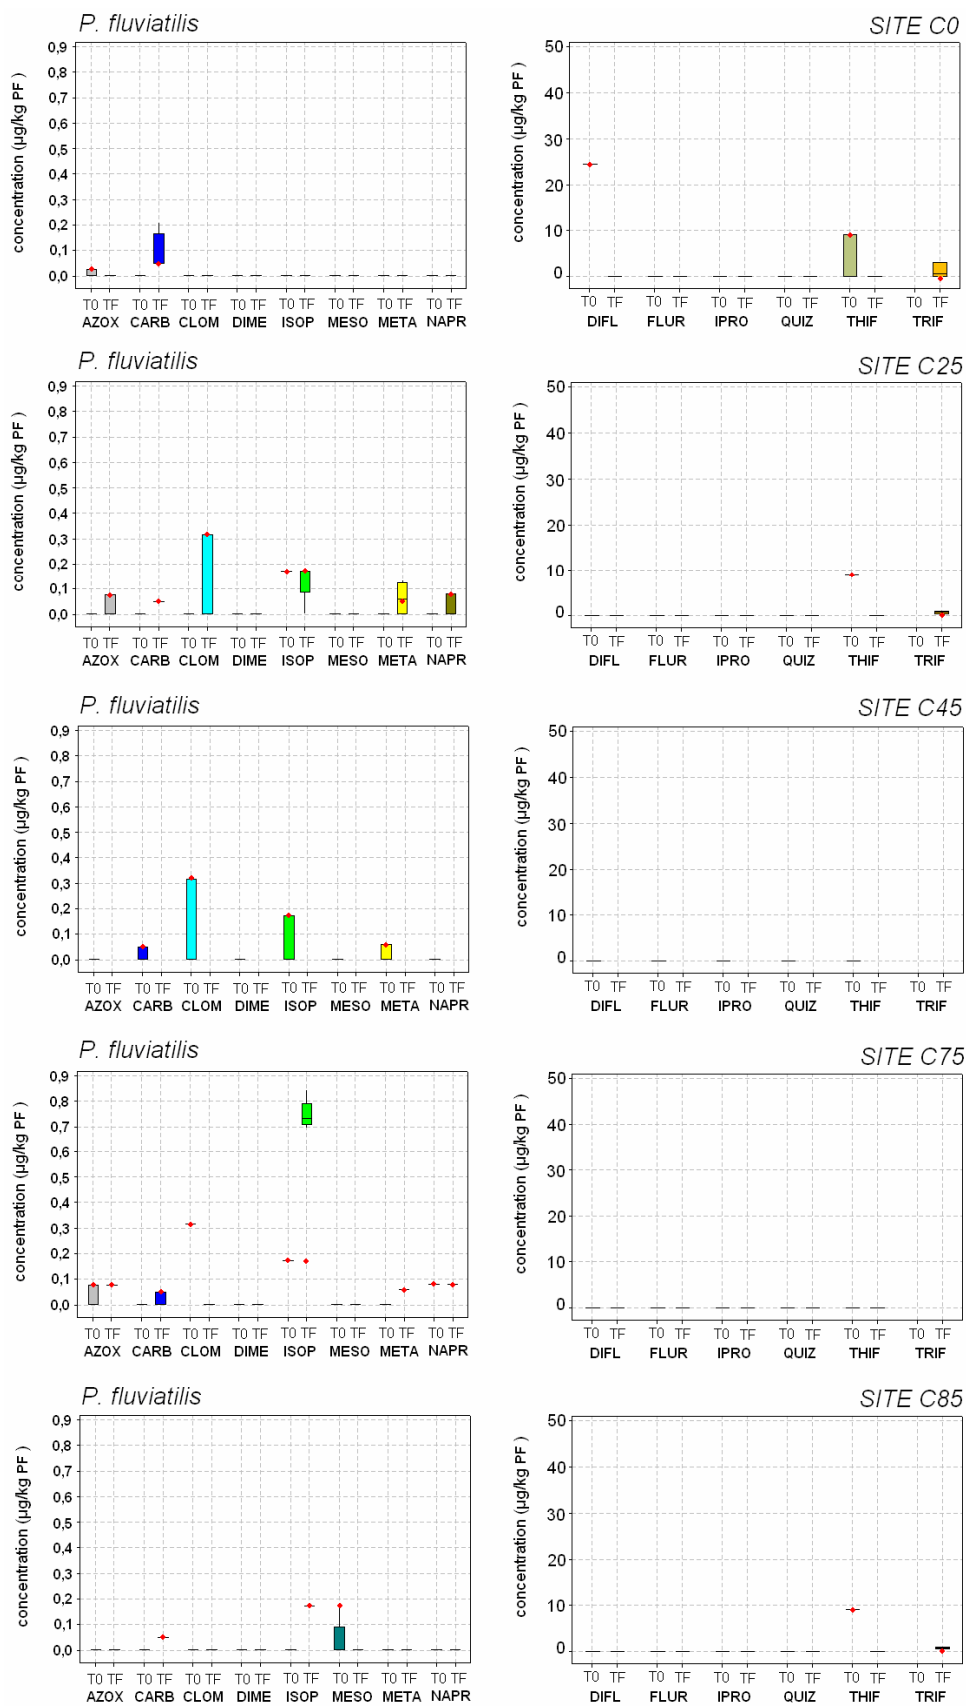 P. fluviatilis
SITE C0
concentration (µg/kg PF )
0,9
0,8
0,7
0,6
0,5
0,4
0,3
0,2
0,1
0,0
T0 TF T0 TF T0 TF T0 TF T0 TF T0 TF T0 TF T0 TF
AZOX CARB CLOM DIME ISOP MESO META NAPR
concentration (µg/kg PF )
50
40
30
20
10
0
T0 TF T0 TF T0 TF T0 TF T0 TF T0 TF
DIFL FLUR IPRO QUIZ THIF TRIF
P. fluviatilis
SITE C25
concentration (µg/kg PF )
0,9
0,8
0,7
0,6
0,5
0,4
0,3
0,2
0,1
0,0
T0 TF T0 TF T0 TF T0 TF T0 TF T0 TF T0 TF T0 TF
AZOX CARB CLOM DIME ISOP MESO META NAPR
concentration (µg/kg PF )
50
40
30
20
10
0
T0 TF T0 TF T0 TF T0 TF T0 TF T0 TF
DIFL FLUR IPRO QUIZ THIF TRIF
P. fluviatilis
SITE C45
concentration (µg/kg PF )
0,9
0,8
0,7
0,6
0,5
0,4
0,3
0,2
0,1
0,0
T0 TF T0 TF T0 TF T0 TF T0 TF T0 TF T0 TF T0 TF
AZOX CARB CLOM DIME ISOP MESO META NAPR
concentration (µg/kg PF )
50
40
30
20
10
0
T0 TF T0 TF T0 TF T0 TF T0 TF T0 TF
DIFL FLUR IPRO QUIZ THIF TRIF
P. fluviatilis
SITE C75
concentration (µg/kg PF )
0,9
0,8
0,7
0,6
0,5
0,4
0,3
0,2
0,1
0,0
T0 TF T0 TF T0 TF T0 TF T0 TF T0 TF T0 TF T0 TF
AZOX CARB CLOM DIME ISOP MESO META NAPR
concentration (µg/kg PF )
50
40
30
20
10
0
T0 TF T0 TF T0 TF T0 TF T0 TF T0 TF
DIFL FLUR IPRO QUIZ THIF TRIF
P. fluviatilis
SITE C85
concentration (µg/kg PF )
0,9
0,8
0,7
0,6
0,5
0,4
0,3
0,2
0,1
0,0
T0 TF T0 TF T0 TF T0 TF T0 TF T0 TF T0 TF T0 TF
AZOX CARB CLOM DIME ISOP MESO META NAPR
concentration (µg/kg PF )
50
40
30
20
10
0
T0 TF T0 TF T0 TF T0 TF T0 TF T0 TF
DIFL FLUR IPRO QUIZ THIF TRIF